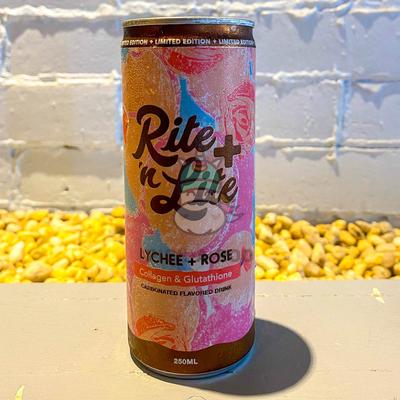 LIMITED EDITION + LIMITED EDITION + LIMITED EDITION
Rite
'n Lite +
LYCHEE + ROSE
Collagen & Glutathione
CARBONATED FLAVORED DRINK
250ML